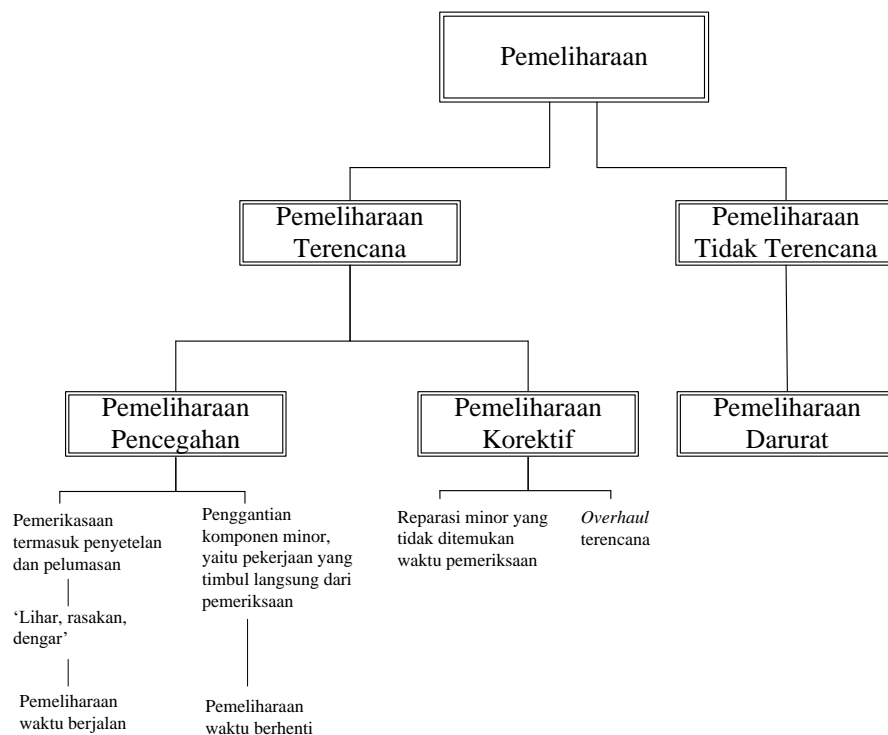 Pemeliharaan
Pemeliharaan
Terencana
Pemeliharaan
Tidak Terencana
Pemeliharaan
Pencegahan
Pemeliharaan
Korektif
Pemeliharaan
Darurat
Pemerikasaan
termasuk penyetelan
dan pelumasan
Penggantian
komponen minor,
yaitu pekerjaan yang
timbul langsung dari
pemeriksaan
Reparasi minor yang
tidak ditemukan
waktu pemeriksaan
Overhaul
terencana
‘Lihar, rasakan,
dengar’
Pemeliharaan
waktu berjalan
Pemeliharaan
waktu berhenti